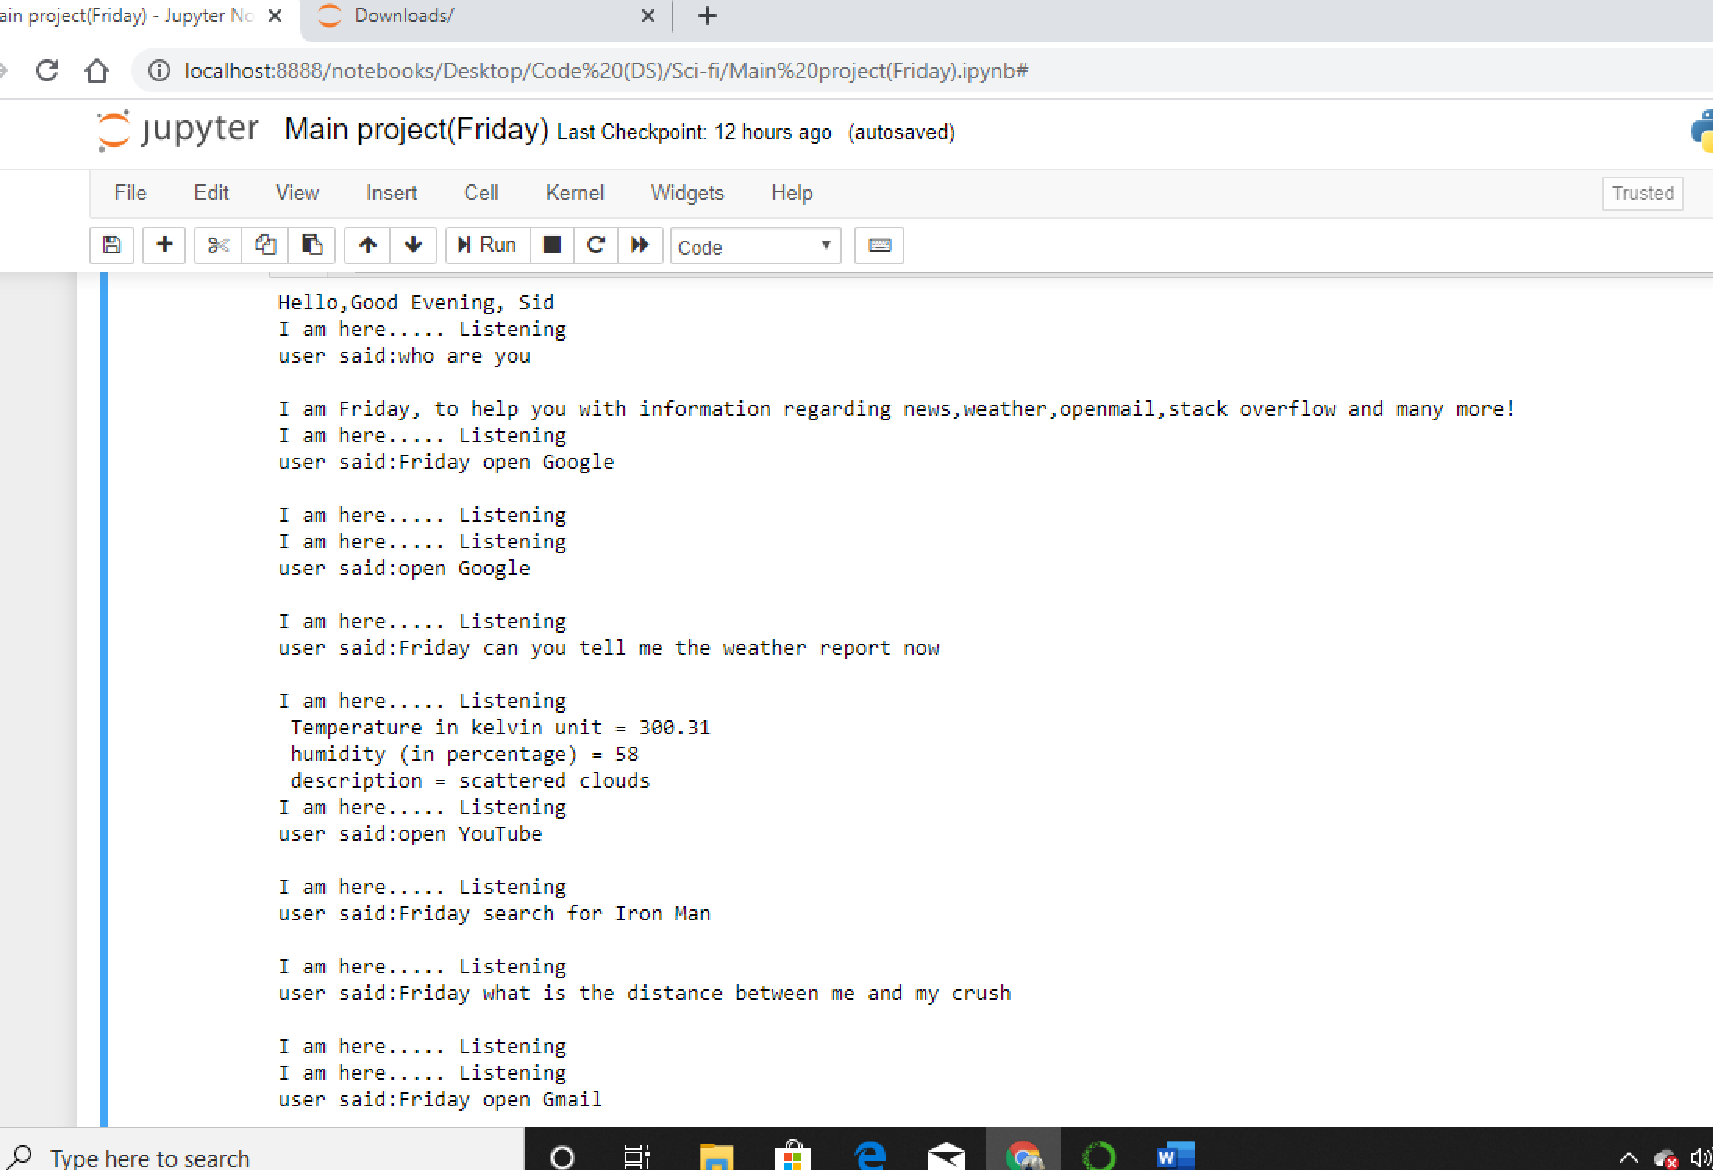 ain project(Friday) - Jupyter No
Downloads/
localhost:8888/notebooks/Desktop/Code%20(DS)/Sci-fi/Main%20project(Friday).ipynb#
jupyter Main project(Friday) Last Checkpoint: 12 hours ago (autosaved)
File Edit View Insert Cell Kernel Widgets Help Trusted
Run Code
Hello,Good Evening, Sid
I am here..... Listening
user said:who are you
I am Friday, to help you with information regarding news,weather,openmail,stack overflow and many more!
I am here..... Listening
user said:Friday open Google
I am here..... Listening
I am here..... Listening
user said:open Google
I am here..... Listening
user said:Friday can you tell me the weather report now
I am here..... Listening
Temperature in kelvin unit = 300.31
humidity (in percentage) = 58
description = scattered clouds
I am here..... Listening
user said:open YouTube
I am here..... Listening
user said:Friday search for Iron Man
I am here..... Listening
user said:Friday what is the distance between me and my crush
I am here..... Listening
I am here..... Listening
user said:Friday open Gmail
Type here to search